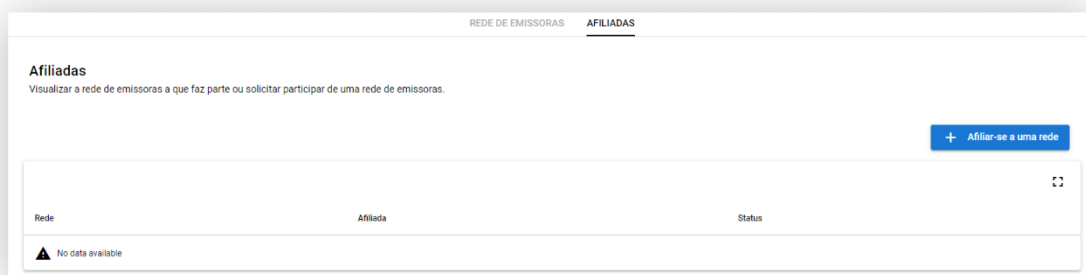 REDE DE EMISSORAS AFILIADAS
Afiliadas
Visualizar a rede de emissoras a que faz parte ou solicitar participar de uma rede de emissoras.
+ Afiliar-se a uma rede
Rede Afiliada Status
No data available